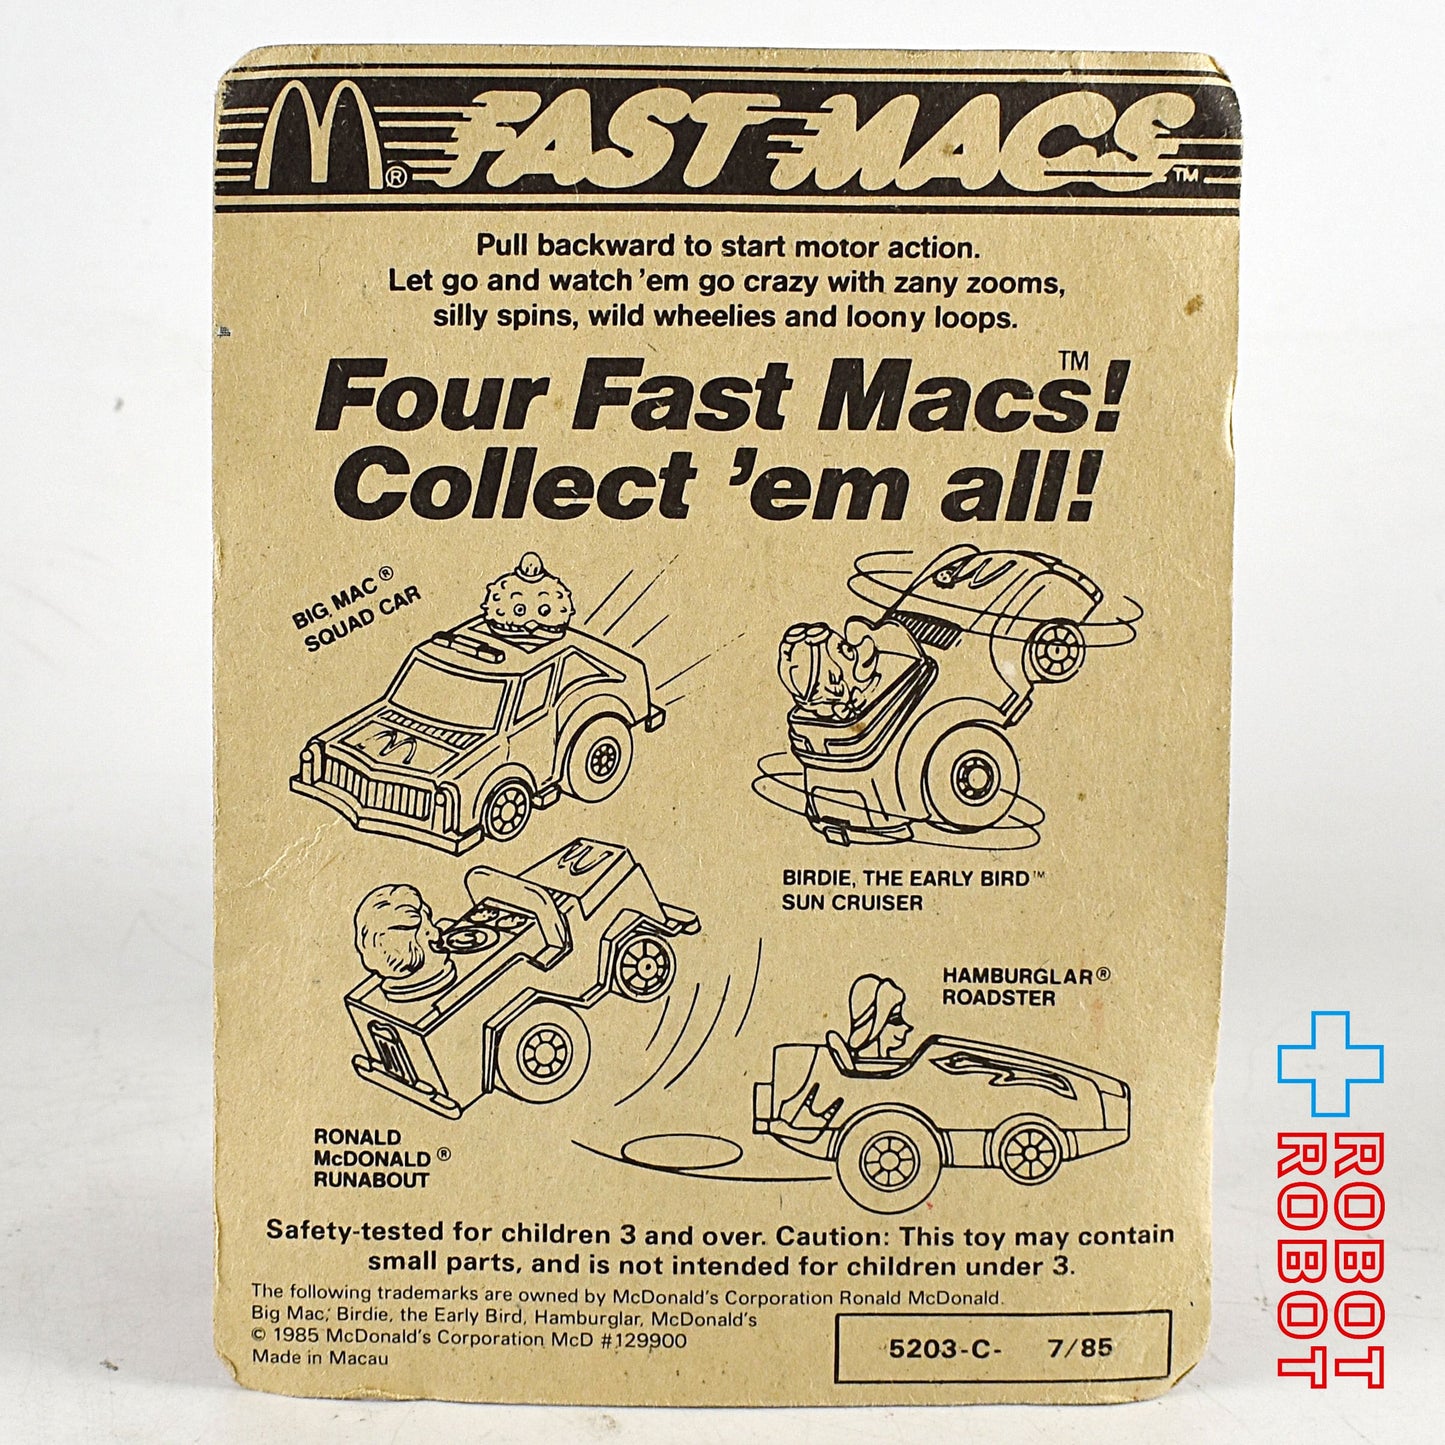 M® FAST MACS™
Pull backward to start motor action.
Let go and watch 'em go crazy with zany zooms,
silly spins, wild wheelies and loony loops.
Four Fast Macs™!
Collect 'em all!
BIG MAC®
SQUAD CAR
BIRDIE, THE EARLY BIRD™
SUN CRUISER
HAMBURGLAR®
ROADSTER
RONALD
McDONALD®
RUNABOUT
Safety-tested for children 3 and over. Caution: This toy may contain
small parts, and is not intended for children under 3.
The following trademarks are owned by McDonald's Corporation Ronald McDonald.
Big Mac, Birdie, the Early Bird, Hamburglar, McDonald's
© 1985 McDonald's Corporation McD #129900
Made in Macau
5203-C- 7/85
ROBOT
ROBOT